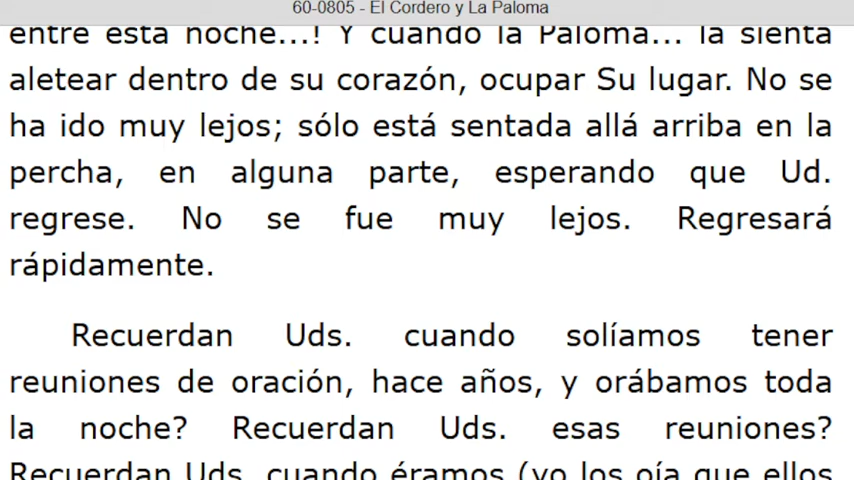 60-0805 - El Cordero y La Paloma
entre esta noche...! Y cuando la Paloma... la sienta
aletear dentro de su corazón, ocupar Su lugar. No se
ha ido muy lejos; sólo está sentada allá arriba en la
percha, en alguna parte, esperando que Ud.
regrese. No se fue muy lejos. Regresará
rápidamente.
Recuerdan Uds. cuando solíamos tener
reuniones de oración, hace años, y orábamos toda
la noche? Recuerdan Uds. esas reuniones?
Recuerdan Uds. cuando éramos (yo los oía que ellos